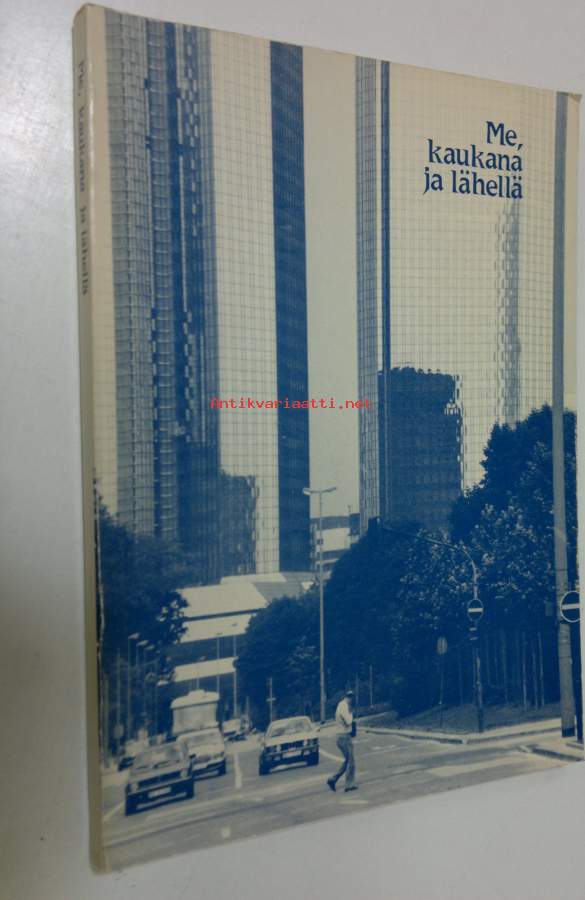 Me,
kaukana
ja lähellä
Me, kaukana ja lähellä
Antikvariaatti.net